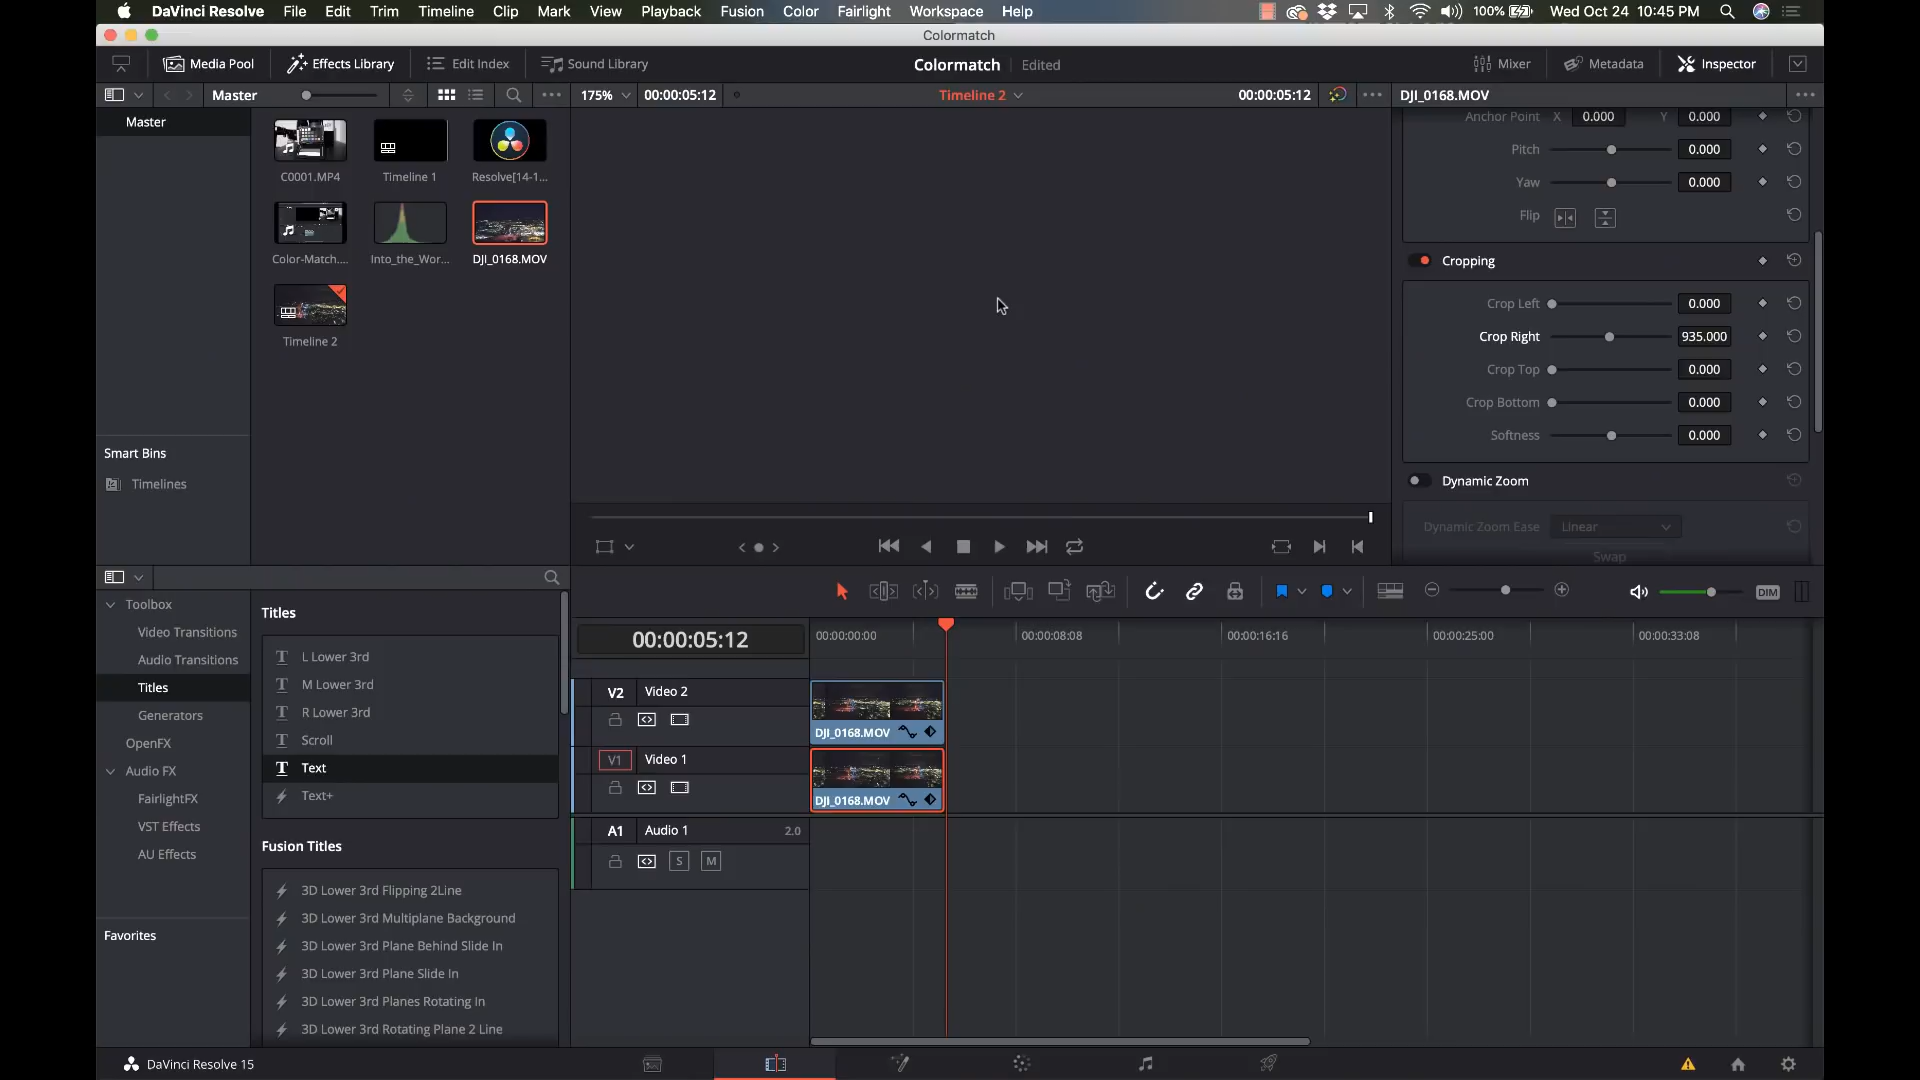 DaVinci Resolve File Edit Trim Timeline Clip Mark View Playback Fusion Color Fairlight Workspace Help 100% Wed Oct 24 10:45 PM
Colormatch
Media Pool Effects Library Edit Index Sound Library Colormatch Edited Mixer Metadata Inspector
Master 175% 00:00:05:12 Timeline 2 00:00:05:12 DJI_0168.MOV
Master
C0001.MP4 Timeline 1 Resolve[14-1...
Color-Match.... Into_the_Wor... DJI_0168.MOV
Timeline 2
Smart Bins
Timelines
Anchor Point X 0.000 Y 0.000
Pitch 0.000
Yaw 0.000
Flip
Cropping
Crop Left 0.000
Crop Right 935.000
Crop Top 0.000
Crop Bottom 0.000
Softness 0.000
Dynamic Zoom
Dynamic Zoom Ease Linear
Swap
Toolbox
Video Transitions
Audio Transitions
Titles
Generators
OpenFX
Audio FX
FairlightFX
VST Effects
AU Effects
Favorites
Titles
L Lower 3rd
M Lower 3rd
R Lower 3rd
Scroll
Text
Text+
Fusion Titles
3D Lower 3rd Flipping 2Line
3D Lower 3rd Multiplane Background
3D Lower 3rd Plane Behind Slide In
3D Lower 3rd Plane Slide In
3D Lower 3rd Planes Rotating In
3D Lower 3rd Rotating Plane 2 Line
DIM
00:00:05:12 00:00:00:00 00:00:08:08 00:00:16:16 00:00:25:00 00:00:33:08
V2 Video 2
DJI_0168.MOV
V1 Video 1
DJI_0168.MOV
A1 Audio 1 2.0
S M
DaVinci Resolve 15